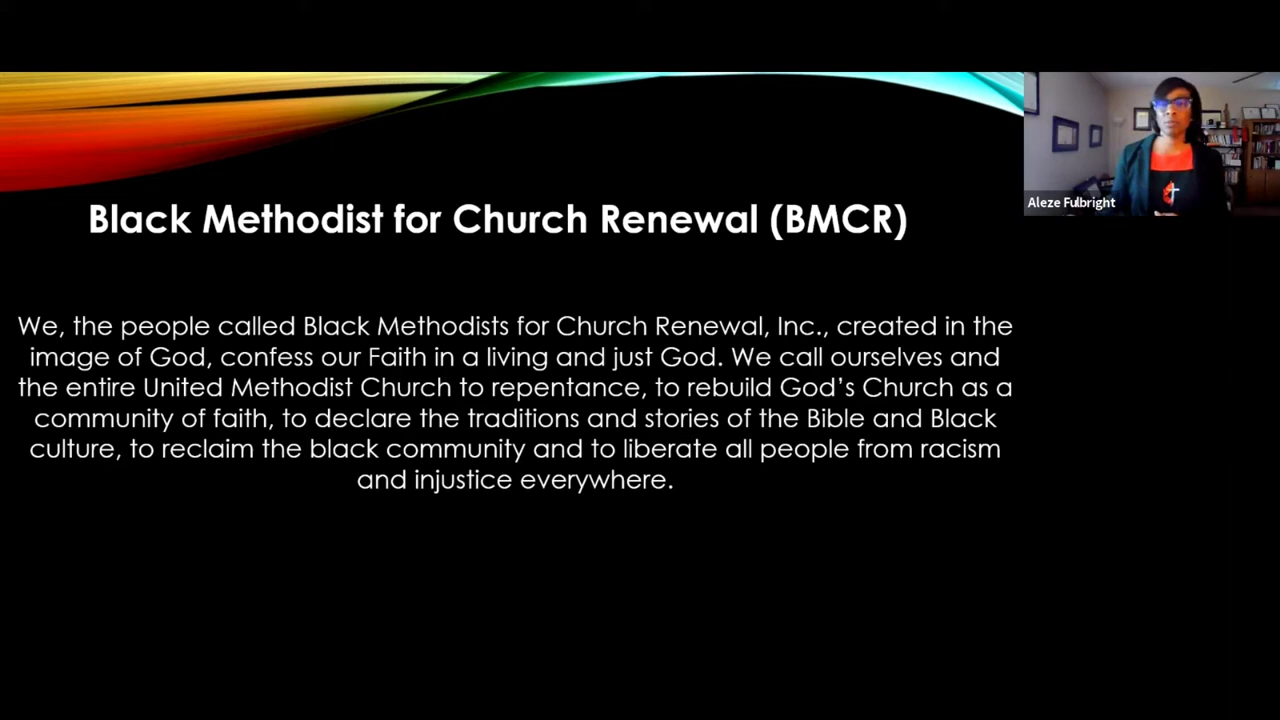 Black Methodist for Church Renewal (BMCR)
Aleze Fulbright
We, the people called Black Methodists for Church Renewal, Inc., created in the
image of God, confess our Faith in a living and just God. We call ourselves and
the entire United Methodist Church to repentance, to rebuild God’s Church as a
community of faith, to declare the traditions and stories of the Bible and Black
culture, to reclaim the black community and to liberate all people from racism
and injustice everywhere.